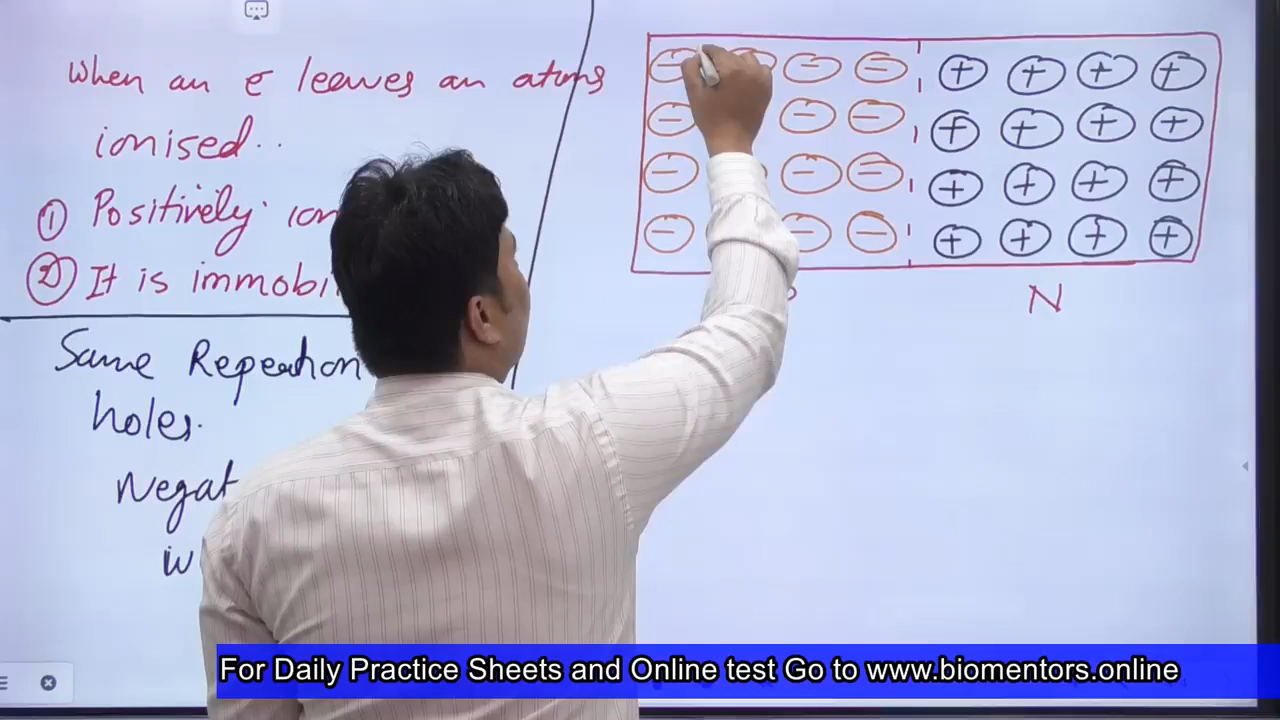 When an e leaves an atoms
ionised..
① Positively ion
② It is immobi
Same Repeation
holes.
Negat
W
− − − + + + +
− − − + + + +
− − − + + + +
− − − + + + +
N
For Daily Practice Sheets and Online test Go to www.biomentors.online